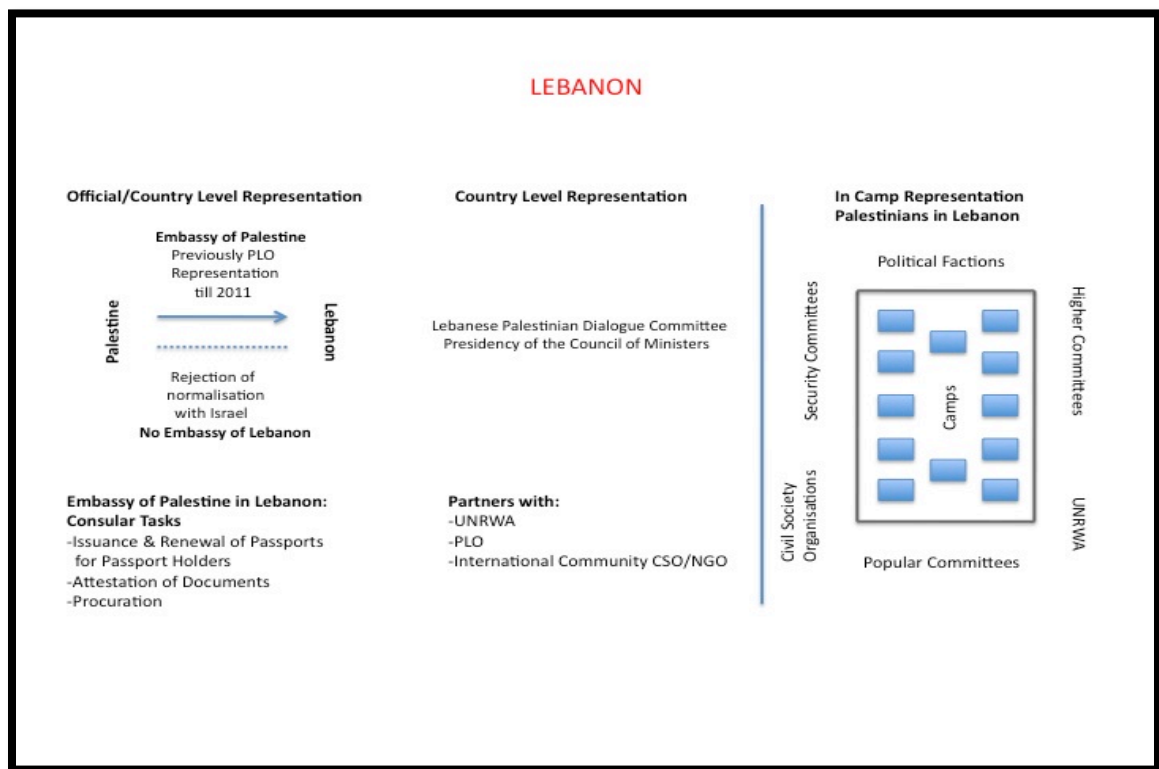 LEBANON
Official/Country Level Representation
Embassy of Palestine
Previously PLO
Representation
till 2011
Palestine
Lebanon
Rejection of
normalisation
with Israel
No Embassy of Lebanon
Embassy of Palestine in Lebanon:
Consular Tasks
-Issuance & Renewal of Passports
for Passport Holders
-Attestation of Documents
-Procuration
Country Level Representation
Lebanese Palestinian Dialogue Committee
Presidency of the Council of Ministers
Partners with:
-UNRWA
-PLO
-International Community CSO/NGO
In Camp Representation
Palestinians in Lebanon
Political Factions
Security Committees
Camps
Higher Committees
Civil Society
Organisations
UNRWA
Popular Committees